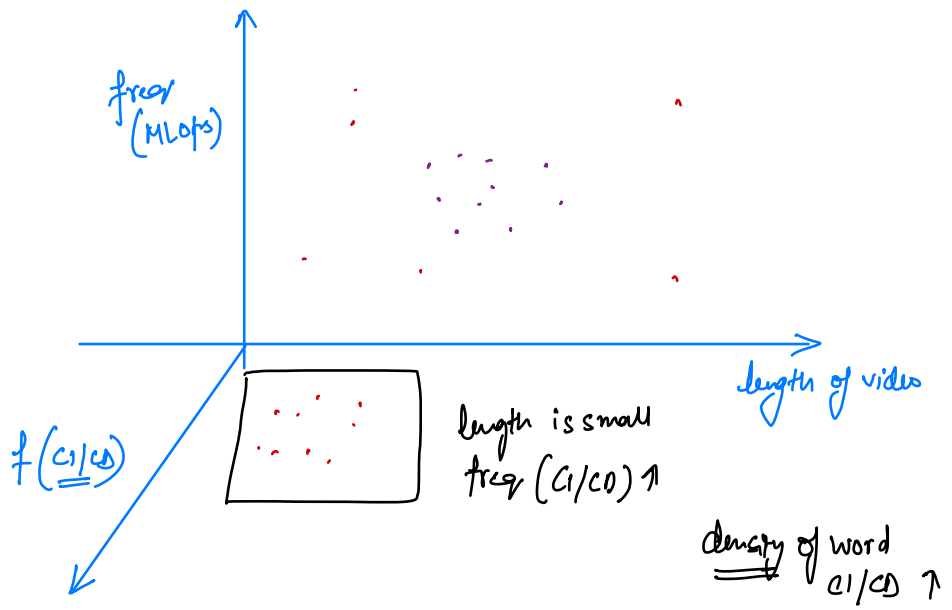 freq
(MLOps)
length of video
f(CI/CD)
length is small
freq (CI/CD) ↑
density of word
CI/CD ↑